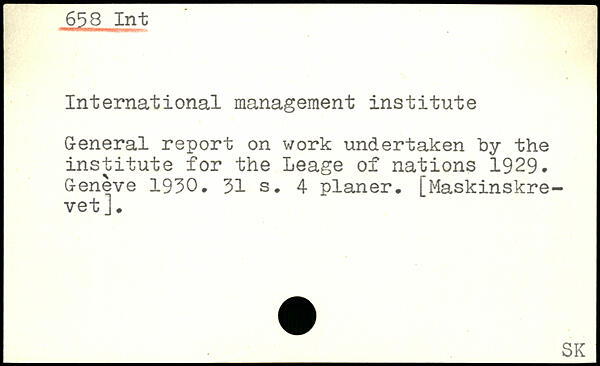 658 Int
International management institute
General report on work undertaken by the
institute for the Leage of nations 1929.
Genève 1930. 31 s. 4 planer. [Maskinskre-
vet].
SK